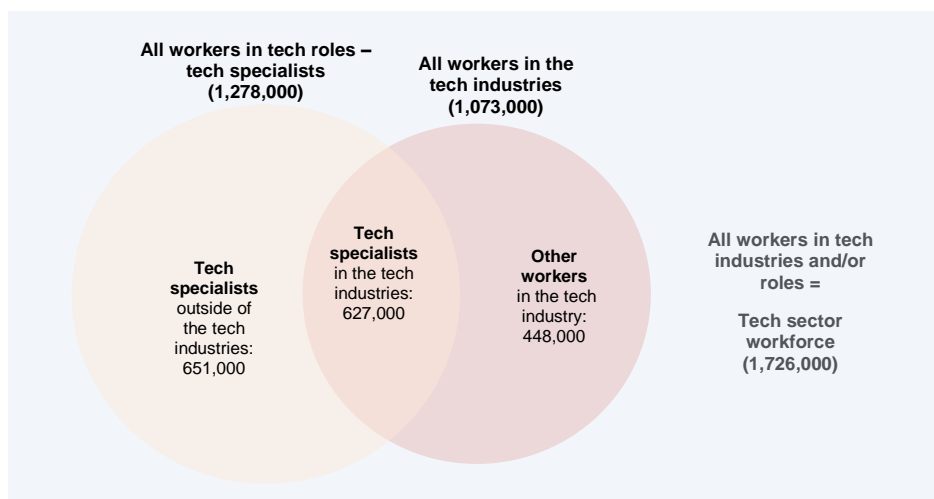 All workers in tech roles –
tech specialists
(1,278,000)
All workers in the
tech industries
(1,073,000)
Tech
specialists
outside of
the tech
industries:
651,000
Tech
specialists
in the tech
industries:
627,000
Other
workers
in the tech
industry:
448,000
All workers in tech
industries and/or
roles =
Tech sector
workforce
(1,726,000)